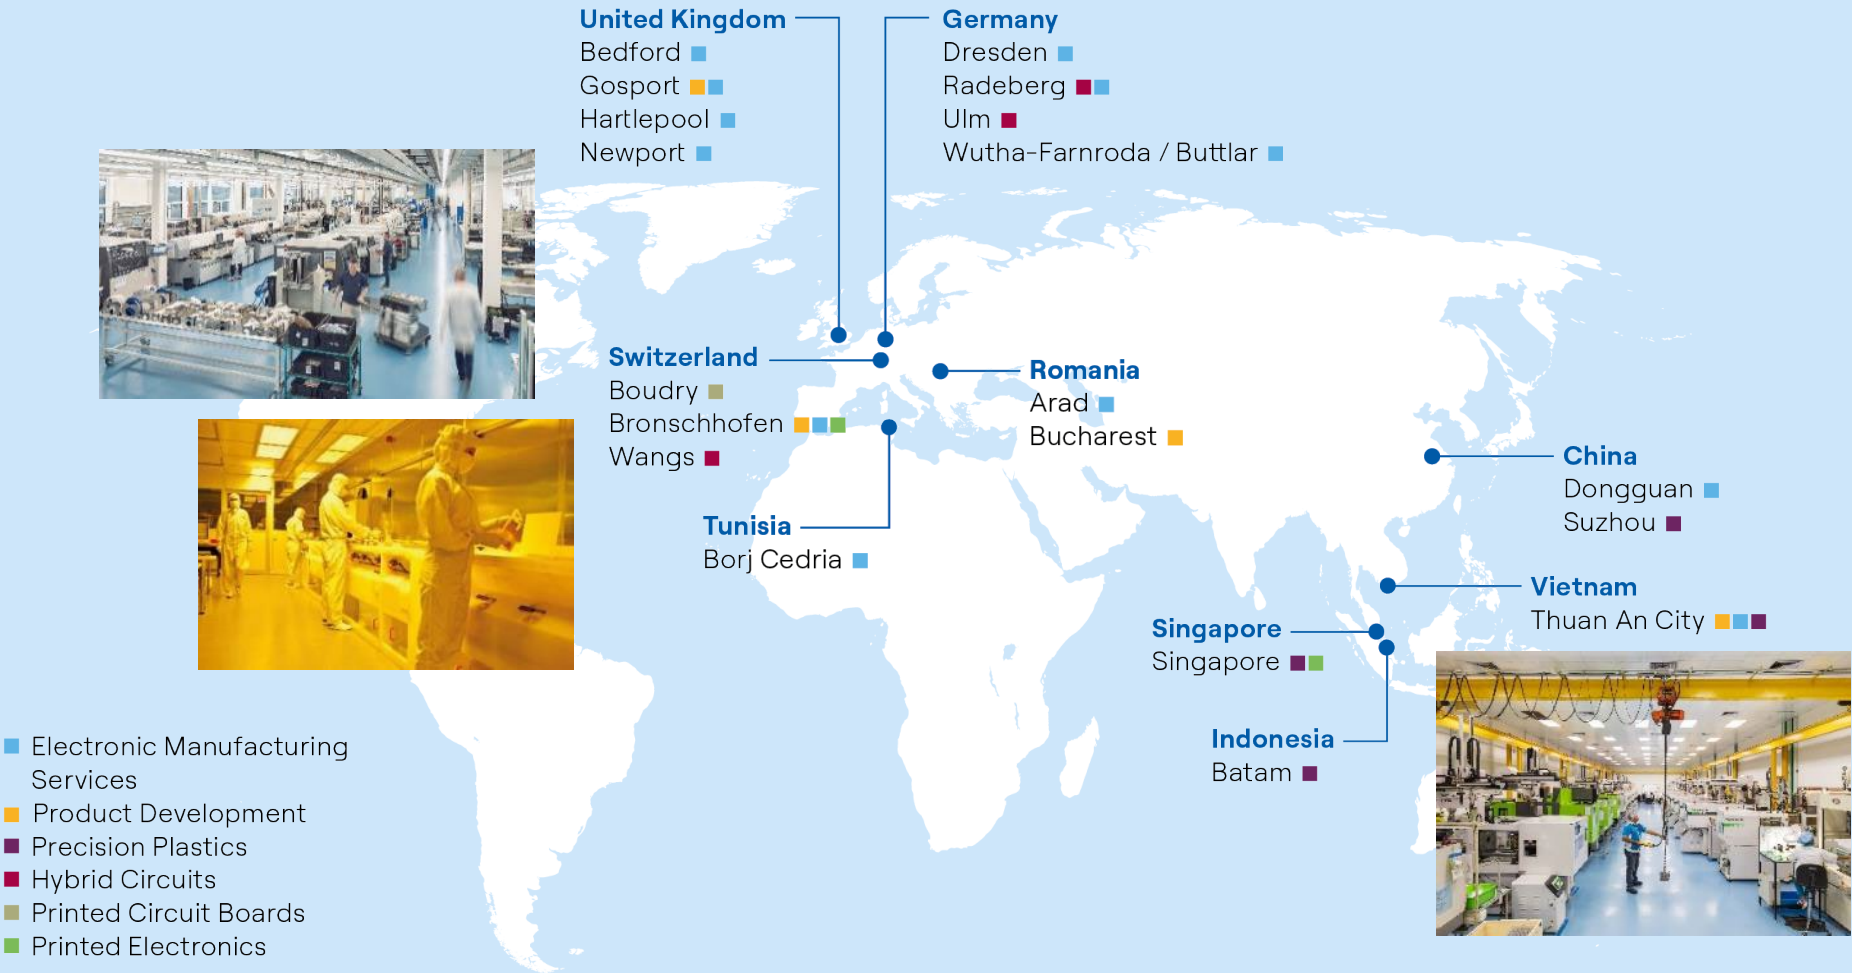 United Kingdom
Bedford
Gosport
Hartlepool
Newport
Germany
Dresden
Radeberg
Ulm
Wutha-Farnroda / Buttlar
Switzerland
Boudry
Bronschhofen
Wangs
Romania
Arad
Bucharest
Tunisia
Borj Cedria
China
Dongguan
Suzhou
Vietnam
Thuan An City
Singapore
Singapore
Indonesia
Batam
Electronic Manufacturing
Services
Product Development
Precision Plastics
Hybrid Circuits
Printed Circuit Boards
Printed Electronics